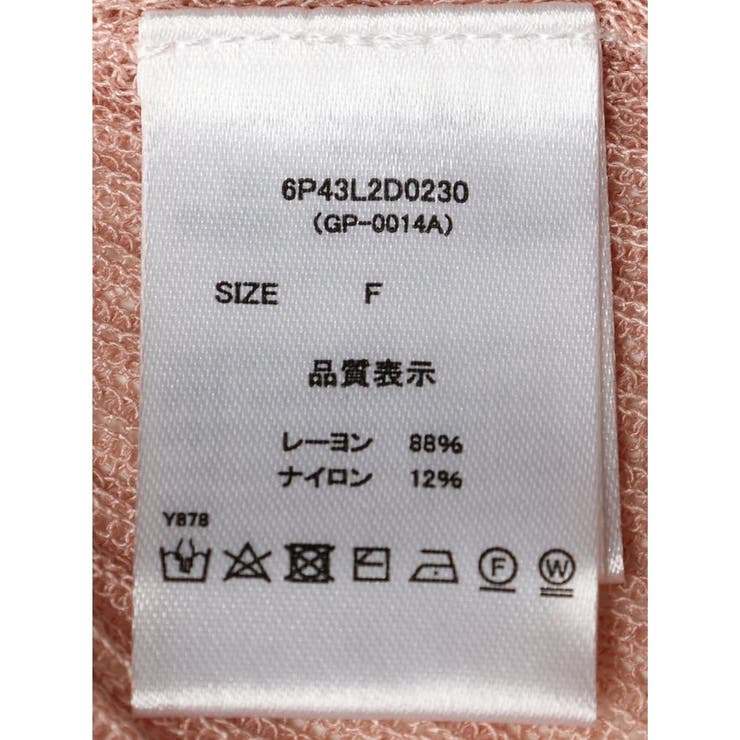 6P43L2D0230
(GP-0014A)
SIZE F
品質表示
レーヨン 88%
ナイロン 12%
Y878
F W